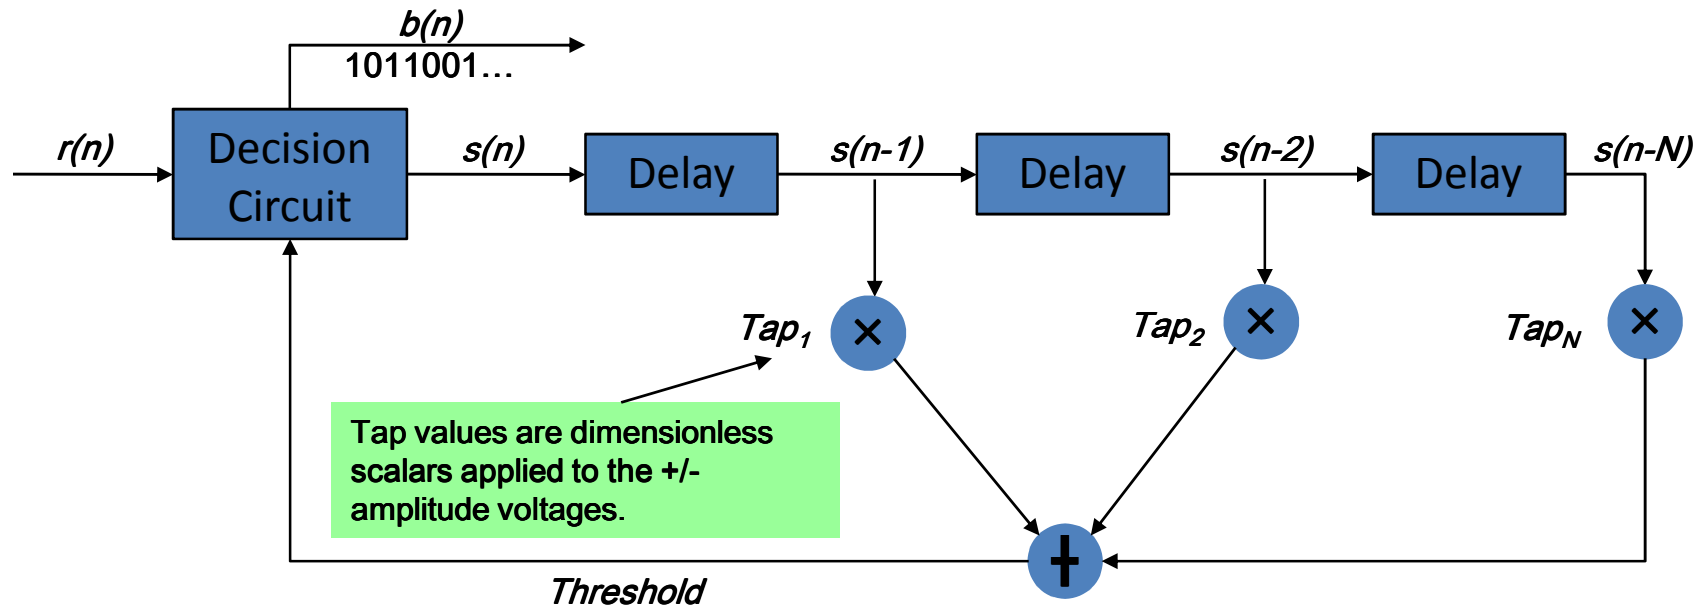 b(n)
1011001...
r(n)
Decision
Circuit
s(n)
Delay
s(n-1)
Delay
s(n-2)
Delay
s(n-N)
Tap1
×
Tap2
×
TapN
×
Tap values are dimensionless
scalars applied to the +/-
amplitude voltages.
+
Threshold